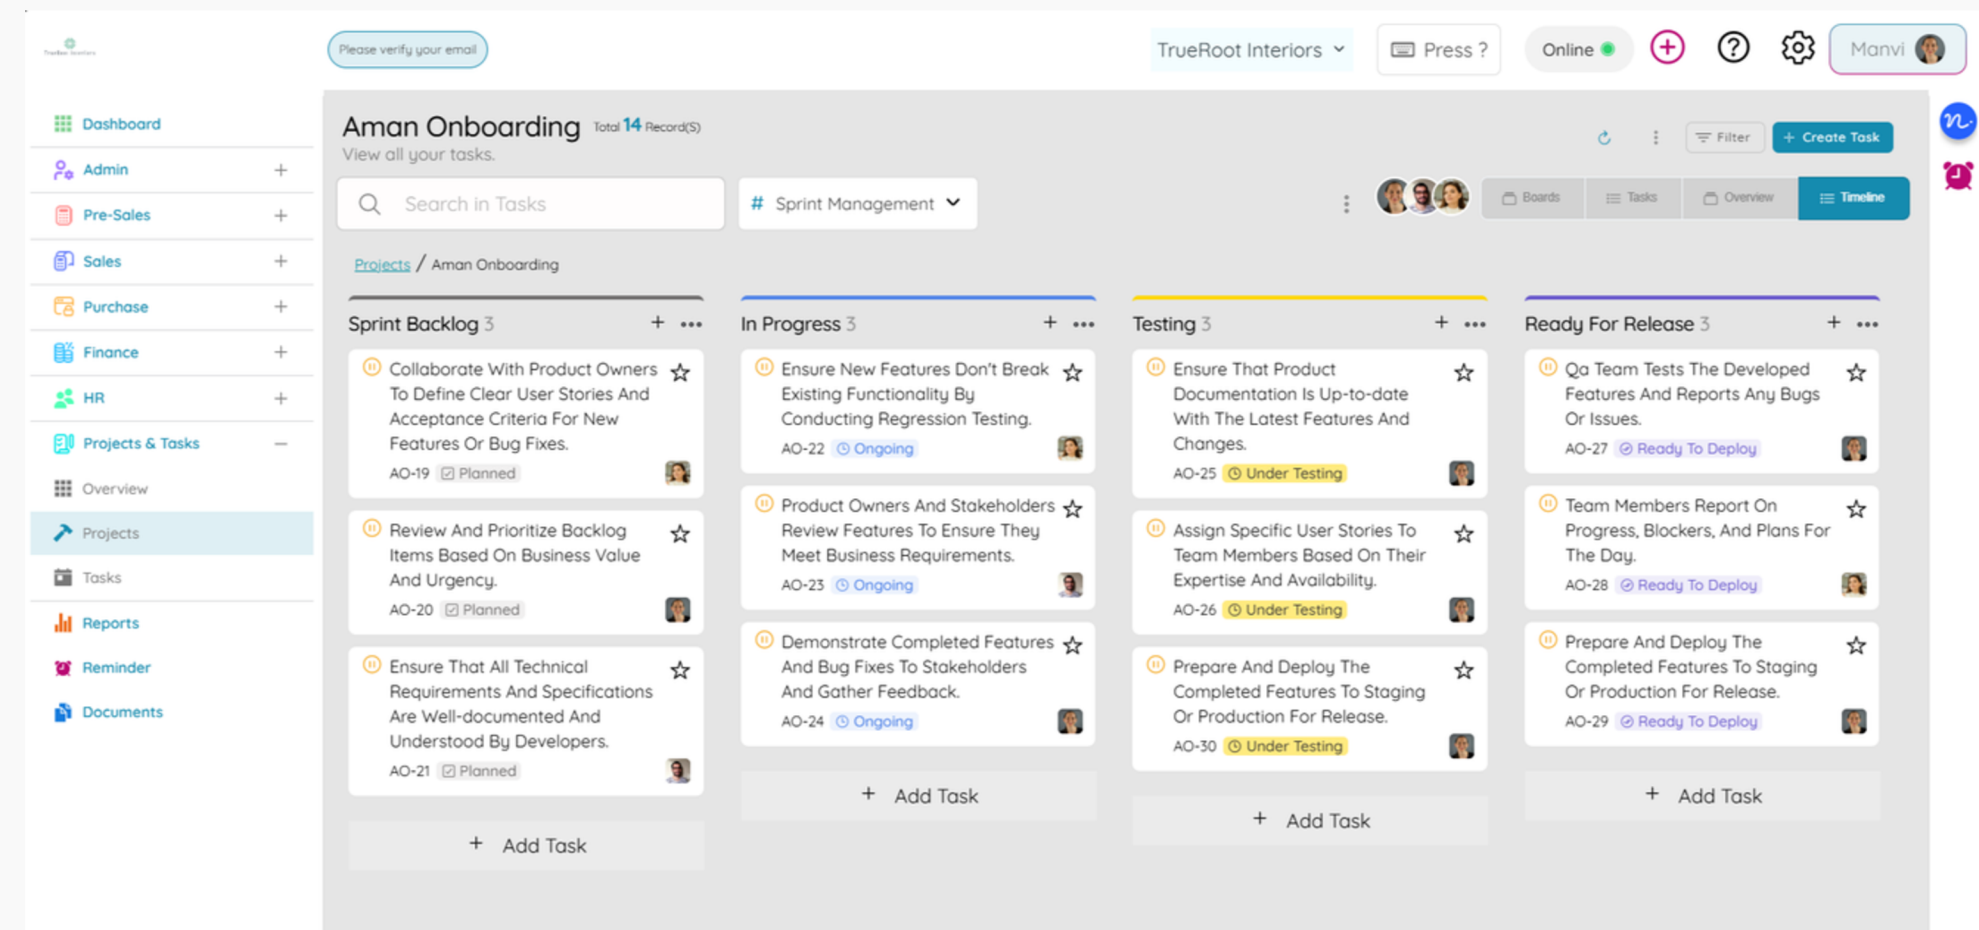 TrueRoot Interiors
Please verify your email
TrueRoot Interiors
Press ?
Online
Manvi
Dashboard
Admin
Pre-Sales
Sales
Purchase
Finance
HR
Projects & Tasks
Overview
Projects
Tasks
Reports
Reminder
Documents
Aman Onboarding Total 14 Record(S)
View all your tasks.
Filter
+ Create Task
Search in Tasks
# Sprint Management
Boards
Tasks
Overview
Timeline
Projects / Aman Onboarding
Sprint Backlog 3 + •••
Collaborate With Product Owners
To Define Clear User Stories And
Acceptance Criteria For New
Features Or Bug Fixes.
AO-19 Planned
Review And Prioritize Backlog
Items Based On Business Value
And Urgency.
AO-20 Planned
Ensure That All Technical
Requirements And Specifications
Are Well-documented And
Understood By Developers.
AO-21 Planned
+ Add Task
In Progress 3 + •••
Ensure New Features Don't Break
Existing Functionality By
Conducting Regression Testing.
AO-22 Ongoing
Product Owners And Stakeholders
Review Features To Ensure They
Meet Business Requirements.
AO-23 Ongoing
Demonstrate Completed Features
And Bug Fixes To Stakeholders
And Gather Feedback.
AO-24 Ongoing
+ Add Task
Testing 3 + •••
Ensure That Product
Documentation Is Up-to-date
With The Latest Features And
Changes.
AO-25 Under Testing
Assign Specific User Stories To
Team Members Based On Their
Expertise And Availability.
AO-26 Under Testing
Prepare And Deploy The
Completed Features To Staging
Or Production For Release.
AO-30 Under Testing
+ Add Task
Ready For Release 3 + •••
Qa Team Tests The Developed
Features And Reports Any Bugs
Or Issues.
AO-27 Ready To Deploy
Team Members Report On
Progress, Blockers, And Plans For
The Day.
AO-28 Ready To Deploy
Prepare And Deploy The
Completed Features To Staging
Or Production For Release.
AO-29 Ready To Deploy
+ Add Task